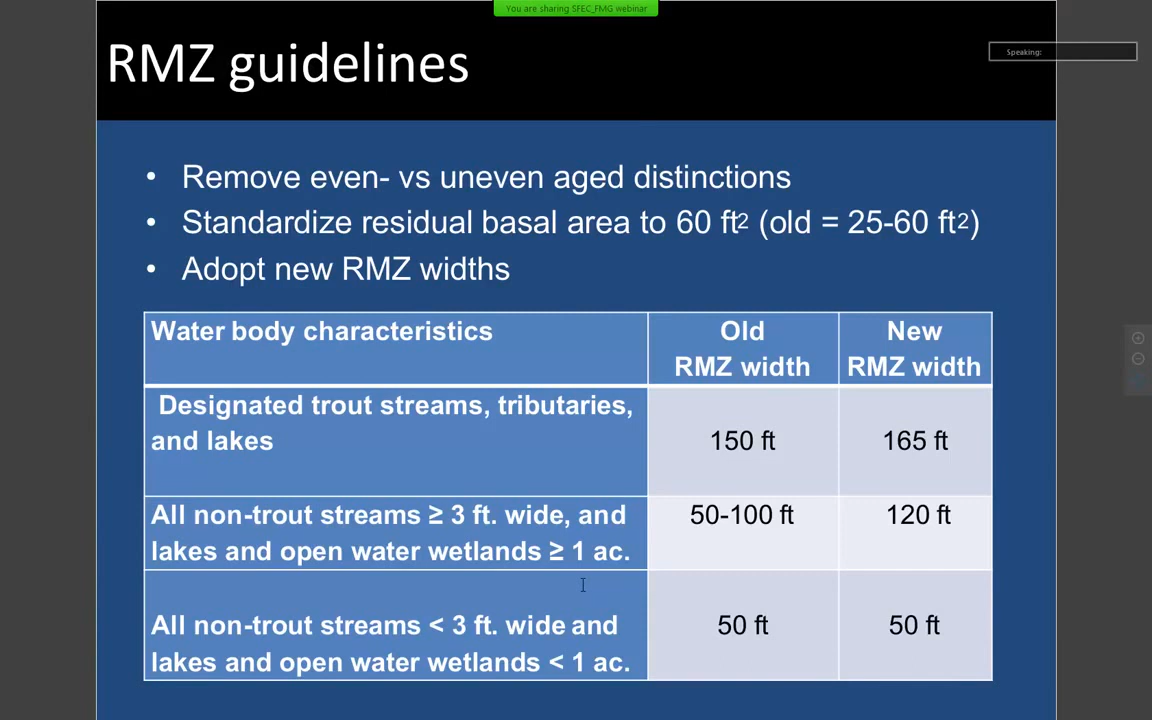 You are sharing SFEC_FMG webinar
RMZ guidelines
Speaking:
• Remove even- vs uneven aged distinctions
• Standardize residual basal area to 60 ft² (old = 25-60 ft²)
• Adopt new RMZ widths
Water body characteristics
Old
RMZ width
New
RMZ width
Designated trout streams, tributaries,
and lakes
150 ft
165 ft
All non-trout streams ≥ 3 ft. wide, and
lakes and open water wetlands ≥ 1 ac.
50-100 ft
120 ft
All non-trout streams < 3 ft. wide and
lakes and open water wetlands < 1 ac.
50 ft
50 ft